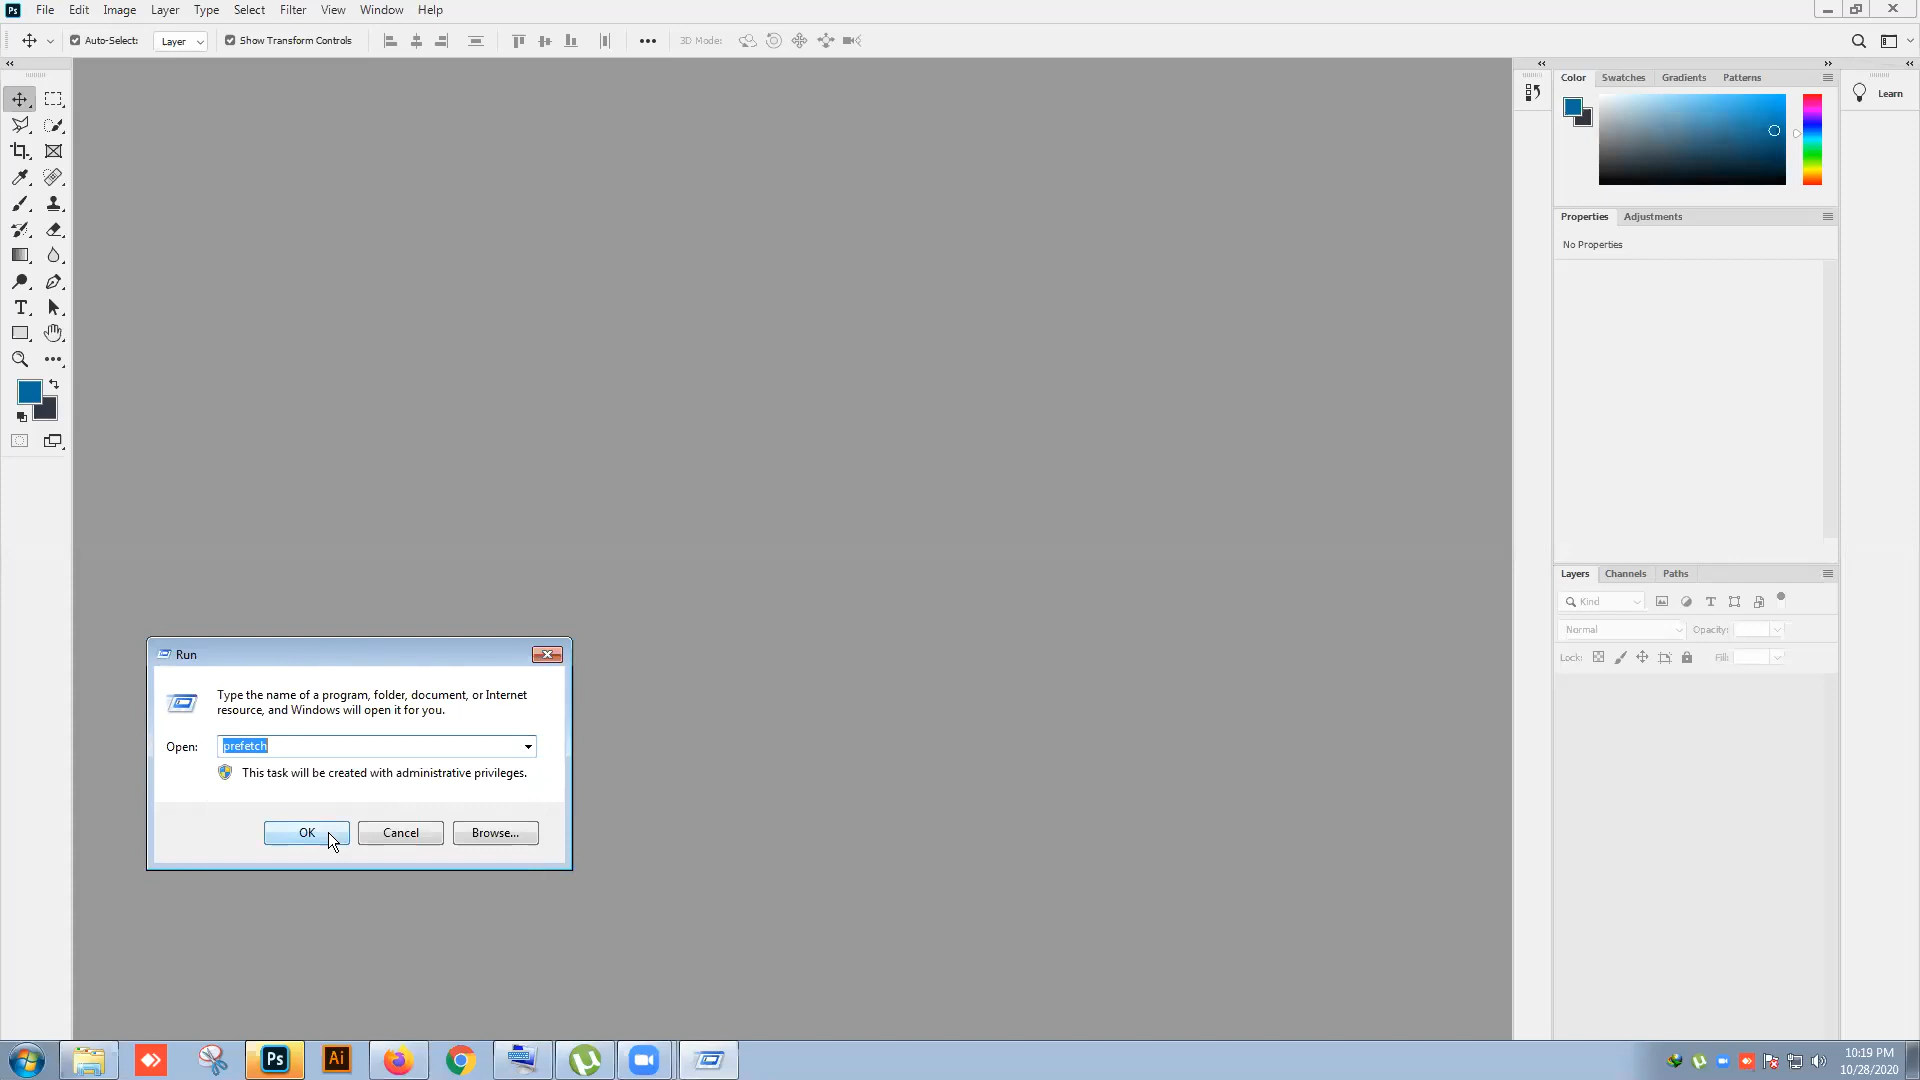 Ps File Edit Image Layer Type Select Filter View Window Help
Auto-Select: Layer Show Transform Controls 3D Mode:
Color Swatches Gradients Patterns
Learn
Properties Adjustments
No Properties
Layers Channels Paths
Kind
Normal Opacity:
Lock: Fill:
Run
Type the name of a program, folder, document, or Internet
resource, and Windows will open it for you.
Open: prefetch
This task will be created with administrative privileges.
OK Cancel Browse...
Ps Ai
10:19 PM
10/28/2020